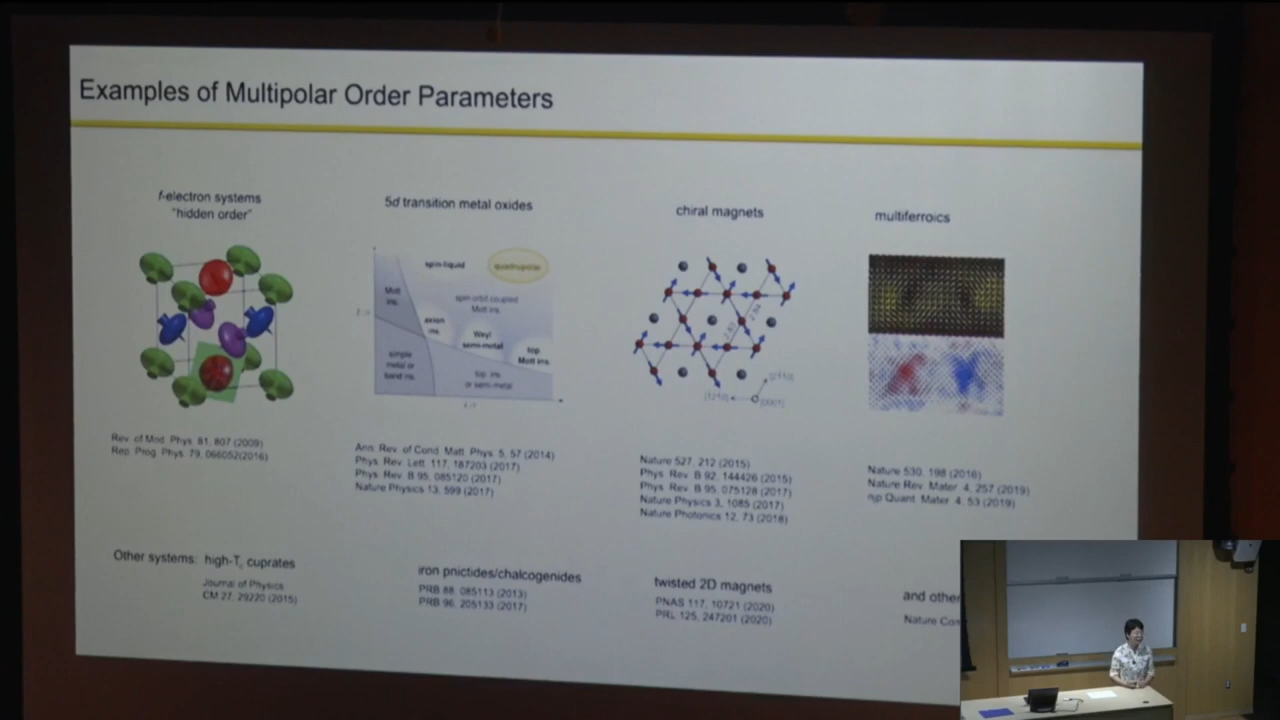 Examples of Multipolar Order Parameters
f-electron systems
"hidden order"
5d transition metal oxides
chiral magnets
multiferroics
spin-liquid
quadrupolar
Mott
ins.
spin-orbit coupled
Mott ins.
axion
ins.
Weyl
semi-metal
top.
Mott ins.
simple
metal or
band ins.
top. ins
or semi-metal
[0001]
Rev. of Mod. Phys. 81, 807 (2009)
Rep. Prog. Phys. 79, 066052(2016)
Ann. Rev. of Cond. Matt. Phys. 5, 57 (2014)
Phys. Rev. Lett. 117, 187203 (2017)
Phys. Rev. B 95, 085120 (2017)
Nature Physics 13, 599 (2017)
Nature 527, 212 (2015)
Phys. Rev. B 92, 144426 (2015)
Phys. Rev. B 95, 075128 (2017)
Nature Physics 3, 1085 (2017)
Nature Photonics 12, 73 (2018)
Nature 530, 198 (2016)
Nature Rev. Mater. 4, 257 (2019)
npj Quant. Mater. 4, 53 (2019)
Other systems: high-Tc cuprates
Journal of Physics
CM 27, 29220 (2015)
iron pnictides/chalcogenides
PRB 88, 085113 (2013)
PRB 96, 205133 (2017)
twisted 2D magnets
PNAS 117, 10721 (2020)
PRL 125, 247201 (2020)
and other
Nature Com